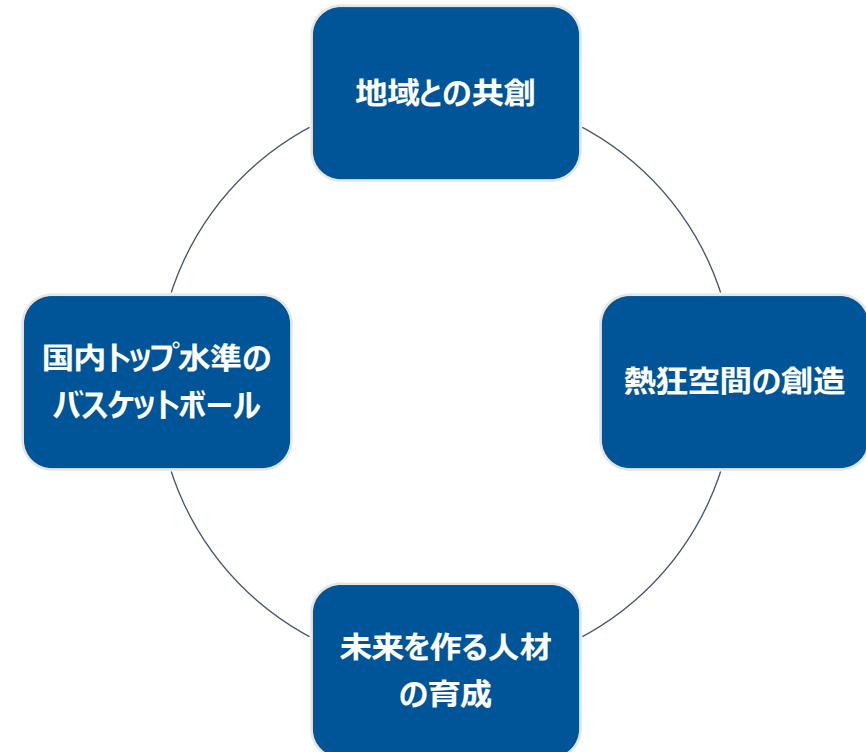 地域との共創
国内トップ水準の
バスケットボール
熱狂空間の創造
未来を作る人材
の育成